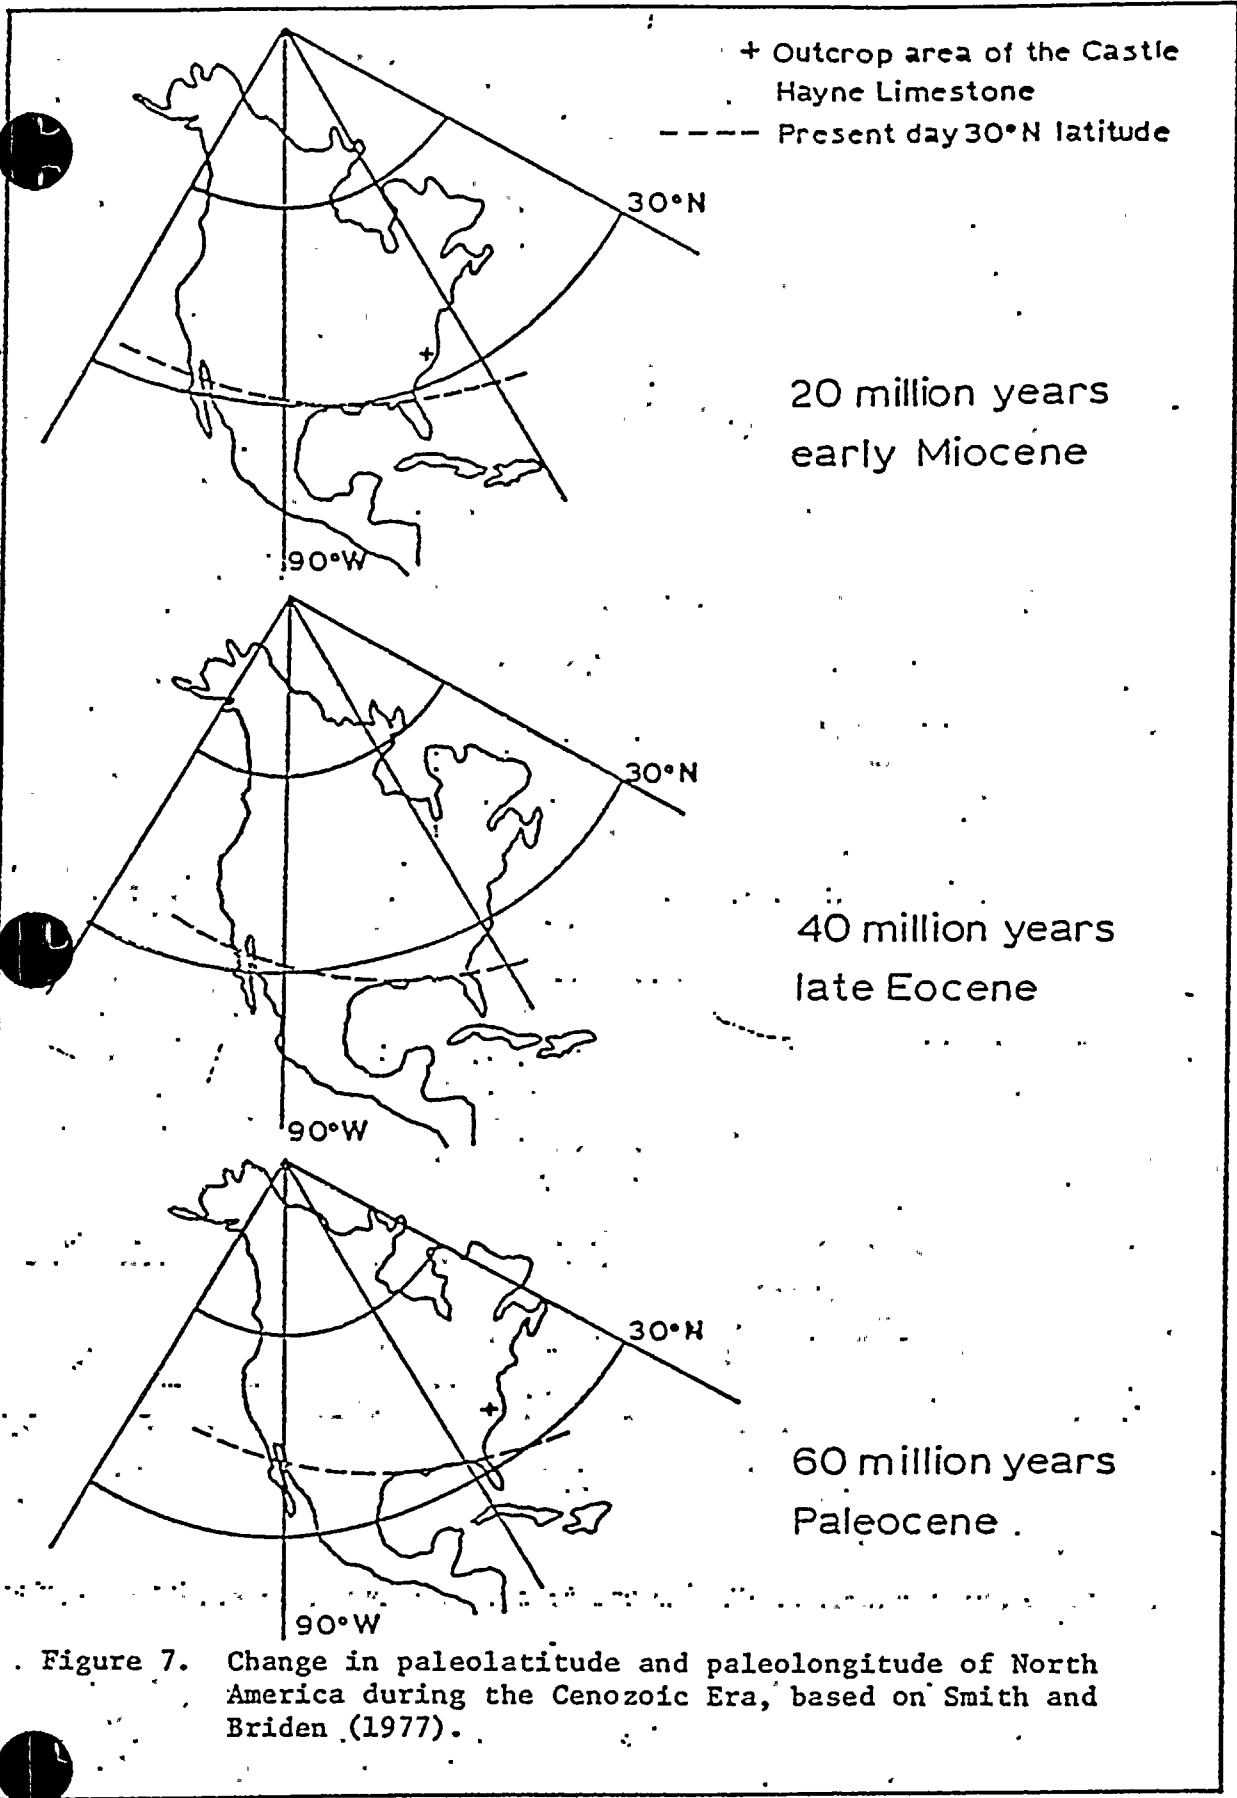 + Outcrop area of the Castle
Hayne Limestone
---- Present day 30°N latitude
30°N
20 million years
early Miocene
90°W
30°N
40 million years
late Eocene
90°W
30°N
60 million years
Paleocene
90°W
Figure 7. Change in paleolatitude and paleolongitude of North
America during the Cenozoic Era, based on Smith and
Briden (1977).